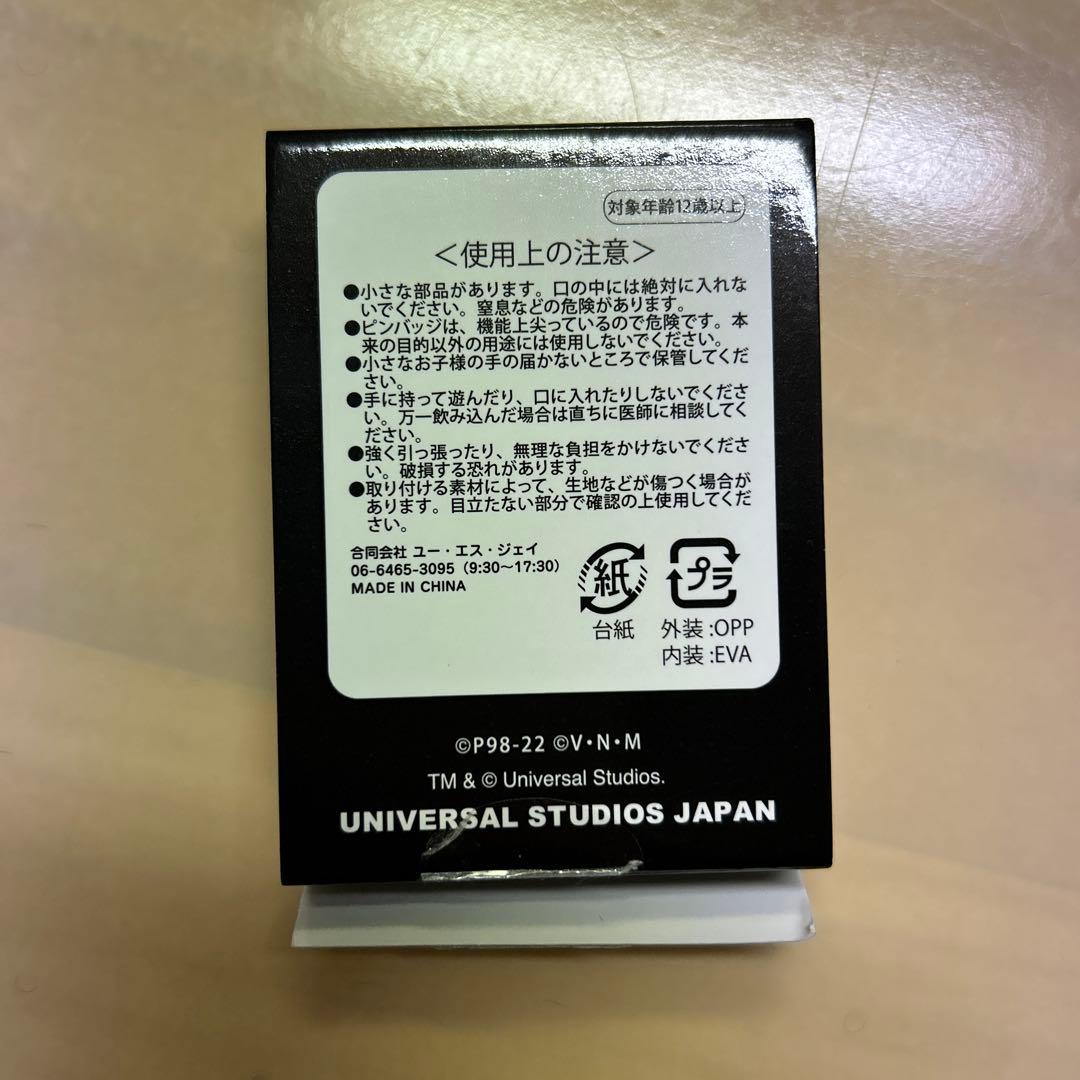 対象年齢12歳以上
＜使用上の注意＞
●小さな部品があります。口の中には絶対に入れな
いでください。窒息などの危険があります。
●ピンバッジは、機能上尖っているので危険です。本
来の目的以外の用途には使用しないでください。
●小さなお子様の手の届かないところで保管してくだ
さい。
●手に持って遊んだり、口に入れたりしないでくださ
い。万一飲み込んだ場合は直ちに医師に相談してく
ださい。
●強く引っ張ったり、無理な負担をかけないでくださ
い。破損する恐れがあります。
●取り付ける素材によって、生地などが傷つく場合が
あります。目立たない部分で確認の上使用してくだ
さい。
合同会社 ユー・エス・ジェイ
06-6465-3095（9:30〜17:30）
MADE IN CHINA
紙
台紙
プラ
外装:OPP
内装:EVA
©P98-22 ©V・N・M
TM & © Universal Studios.
UNIVERSAL STUDIOS JAPAN